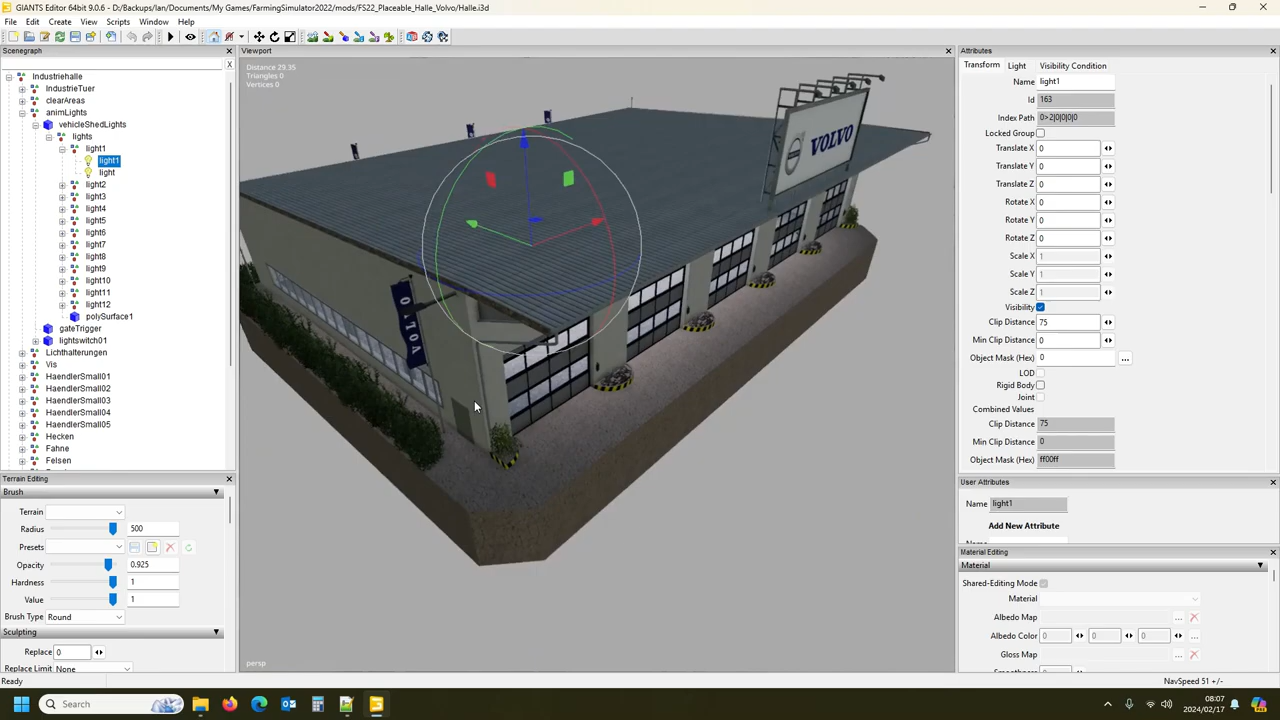 GIANTS Editor 64bit 9.0.6 - D:/Backups/Ian/Documents/My Games/FarmingSimulator2022/mods/FS22_Placeable_Halle_Volvo/Halle.i3d
File Edit Create View Scripts Window Help
Scenegraph
X
Industriehalle
IndustrieTuer
clearAreas
animLights
vehicleShedLights
lights
light1
light1
light
light2
light3
light4
light5
light6
light7
light8
light9
light10
light11
light12
polySurface1
gateTrigger
lightswitch01
Lichthalterungen
Vis
HaendlerSmall01
HaendlerSmall02
HaendlerSmall03
HaendlerSmall04
HaendlerSmall05
Hecken
Fahne
Felsen
Terrain Editing
Brush
Terrain
Radius 500
Presets
Opacity 0.925
Hardness 1
Value 1
Brush Type Round
Sculpting
Replace 0
Replace Limit None
Ready
Viewport
Distance 29.35
Triangles 0
Vertices 0
VOLVO
VOLVO
persp
Attributes
Transform Light Visibility Condition
Name light1
Id 163
Index Path 0>2|0|0|0|0
Locked Group
Translate X 0
Translate Y 0
Translate Z 0
Rotate X 0
Rotate Y 0
Rotate Z 0
Scale X 1
Scale Y 1
Scale Z 1
Visibility
Clip Distance 75
Min Clip Distance 0
Object Mask (Hex) 0 ...
LOD
Rigid Body
Joint
Combined Values
Clip Distance 75
Min Clip Distance 0
Object Mask (Hex) ff00ff
User Attributes
Name light1
Add New Attribute
Material Editing
Material
Shared-Editing Mode
Material
Albedo Map ...
Albedo Color 0 0 0 ...
Gloss Map ...
NavSpeed 51 +/-
Search
08:07
2024/02/17